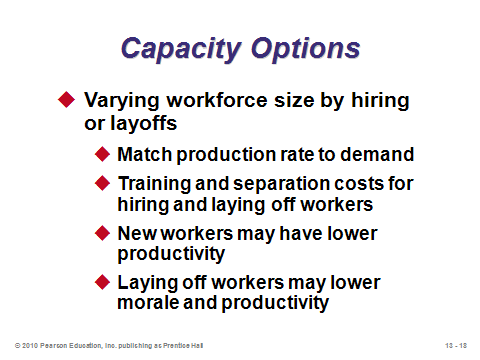 Capacity Options
Varying workforce size by hiring
or layoffs
Match production rate to demand
Training and separation costs for
hiring and laying off workers
New workers may have lower
productivity
Laying off workers may lower
morale and productivity
© 2010 Pearson Education, Inc. publishing as Prentice Hall
13 - 18